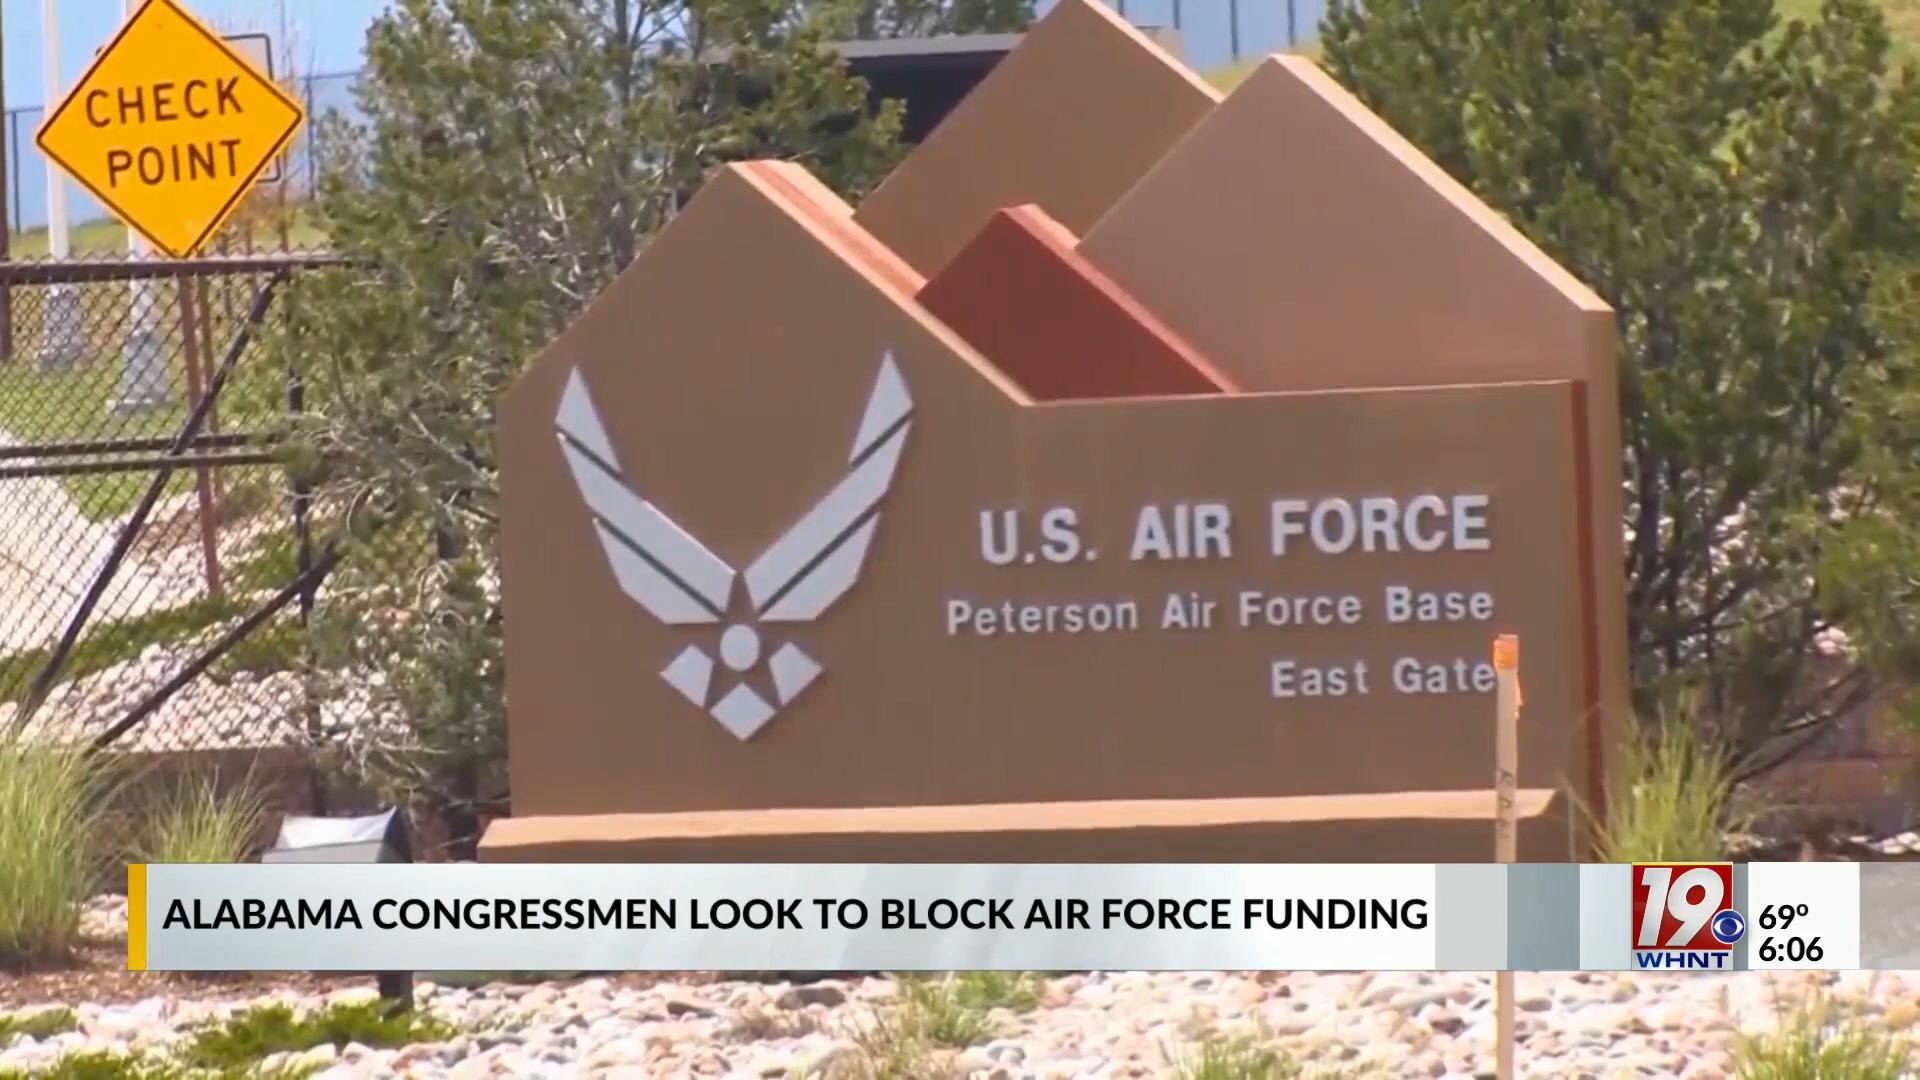 CHECK
POINT
U.S. AIR FORCE
Peterson Air Force Base
East Gate
ALABAMA CONGRESSMEN LOOK TO BLOCK AIR FORCE FUNDING
19
WHNT
69º
6:06